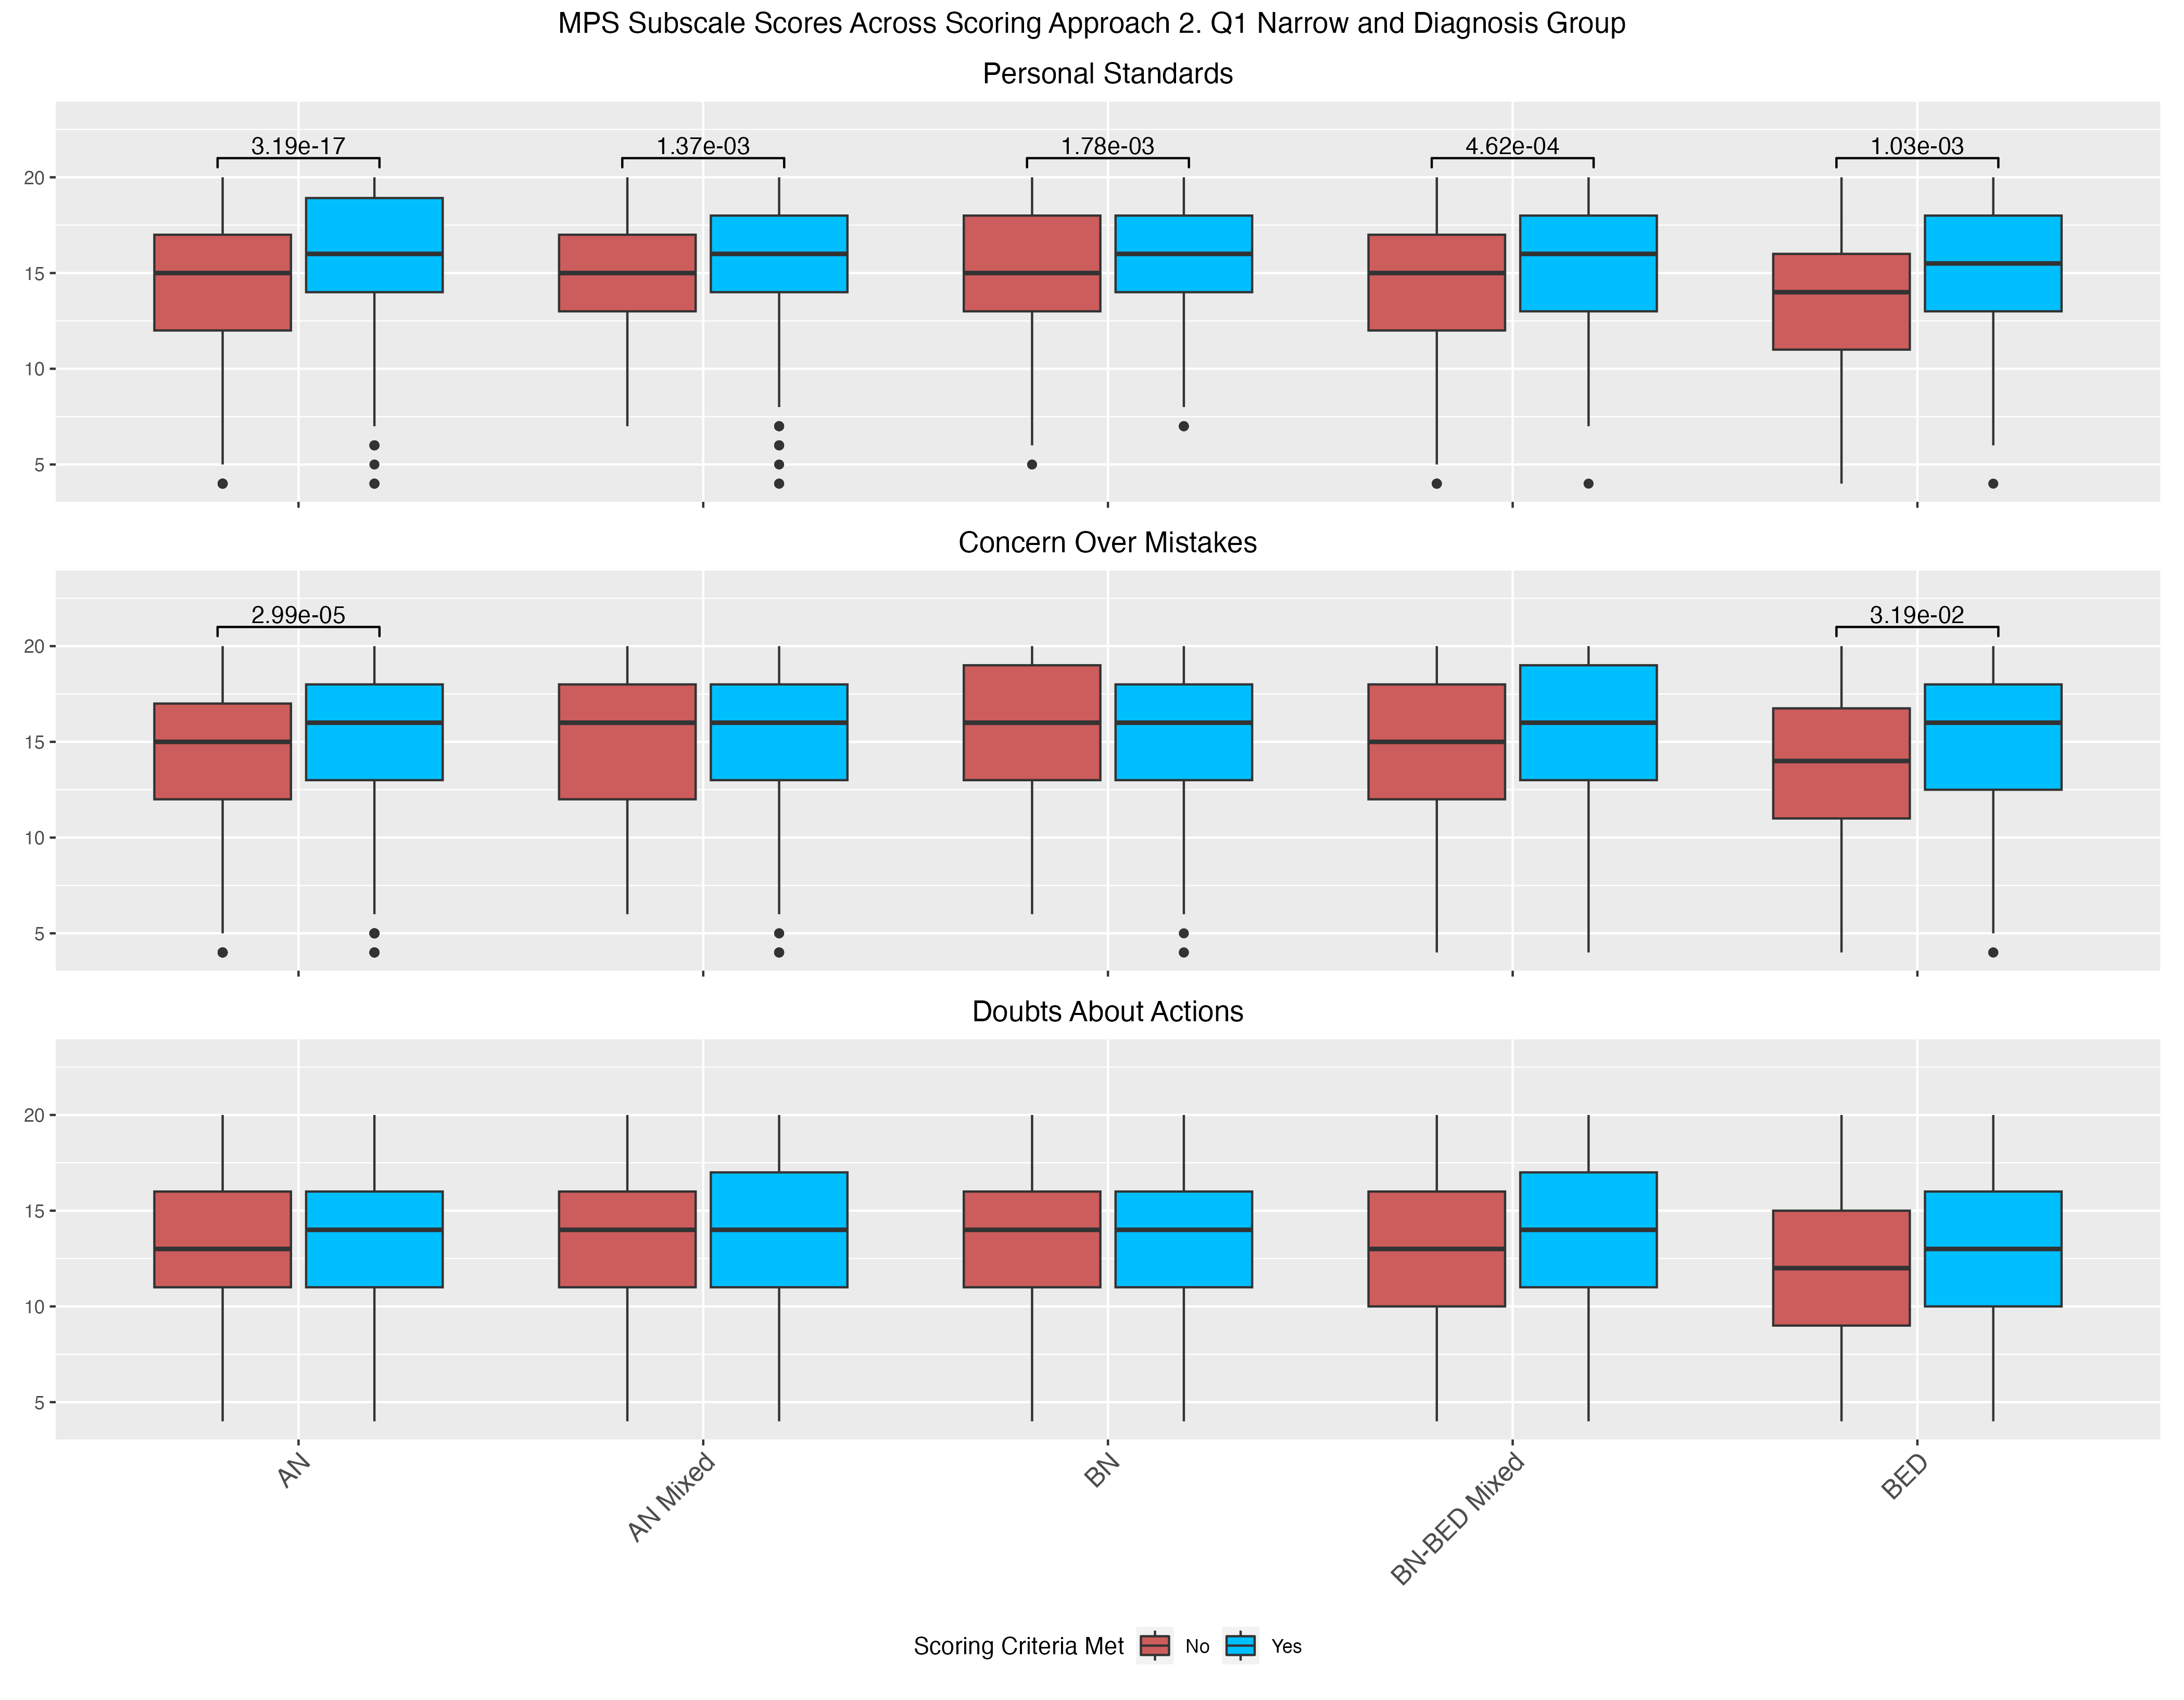 MPS Subscale Scores Across Scoring Approach 2. Q1 Narrow and Diagnosis Group
Personal Standards
3.19e-17 1.37e-03 1.78e-03 4.62e-04 1.03e-03
20
15
10
5
Concern Over Mistakes
2.99e-05 3.19e-02
20
15
10
5
Doubts About Actions
20
15
10
5
AN AN Mixed BN BN-BED Mixed BED
Scoring Criteria Met No Yes